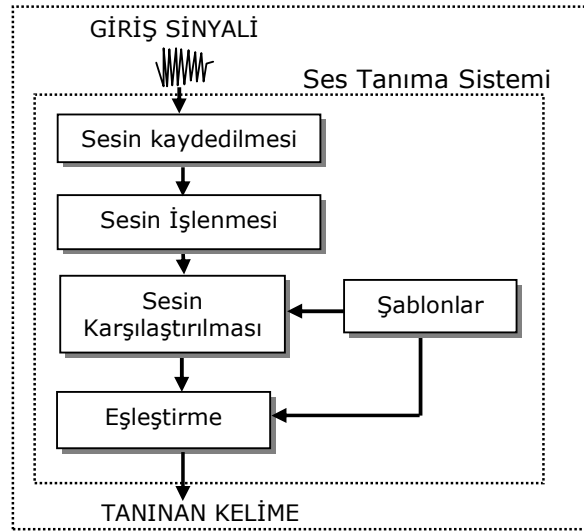 GİRİŞ SİNYALİ
Ses Tanıma Sistemi
Sesin kaydedilmesi
Sesin İşlenmesi
Sesin
Karşılaştırılması
Şablonlar
Eşleştirme
TANINAN KELİME